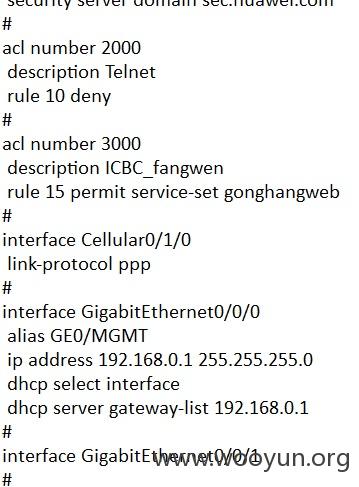 security server domain sec.huawei.com
#
acl number 2000
description Telnet
rule 10 deny
#
acl number 3000
description ICBC_fangwen
rule 15 permit service-set gonghangweb
#
interface Cellular0/1/0
link-protocol ppp
#
interface GigabitEthernet0/0/0
alias GE0/MGMT
ip address 192.168.0.1 255.255.255.0
dhcp select interface
dhcp server gateway-list 192.168.0.1
#
interface GigabitEthernet0/0/1
www.wooyun.org
#